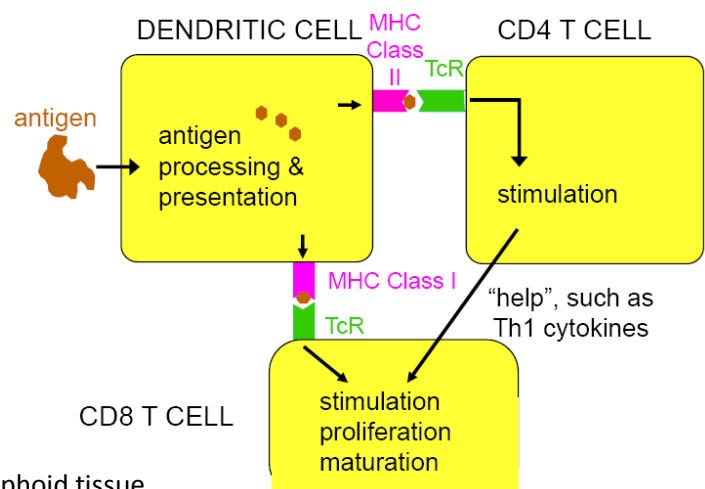 DENDRITIC CELL
MHC
Class
II
TcR
CD4 T CELL
antigen
antigen
processing &
presentation
stimulation
MHC Class I
TcR
"help", such as
Th1 cytokines
CD8 T CELL
stimulation
proliferation
maturation
tissue